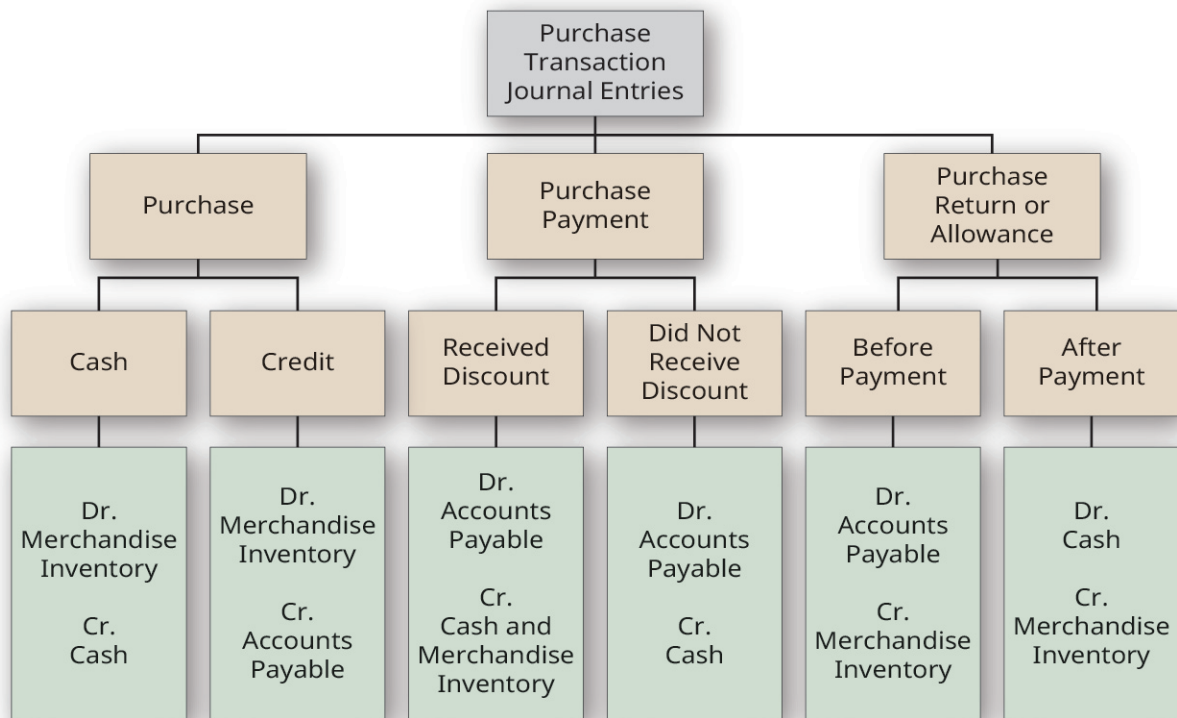 Purchase
Transaction
Journal Entries
Purchase
Purchase
Payment
Purchase
Return or
Allowance
Cash
Credit
Received
Discount
Did Not
Receive
Discount
Before
Payment
After
Payment
Dr.
Merchandise
Inventory
Cr.
Cash
Dr.
Merchandise
Inventory
Cr.
Accounts
Payable
Dr.
Accounts
Payable
Cr.
Cash and
Merchandise
Inventory
Dr.
Accounts
Payable
Cr.
Cash
Dr.
Accounts
Payable
Cr.
Merchandise
Inventory
Dr.
Cash
Cr.
Merchandise
Inventory